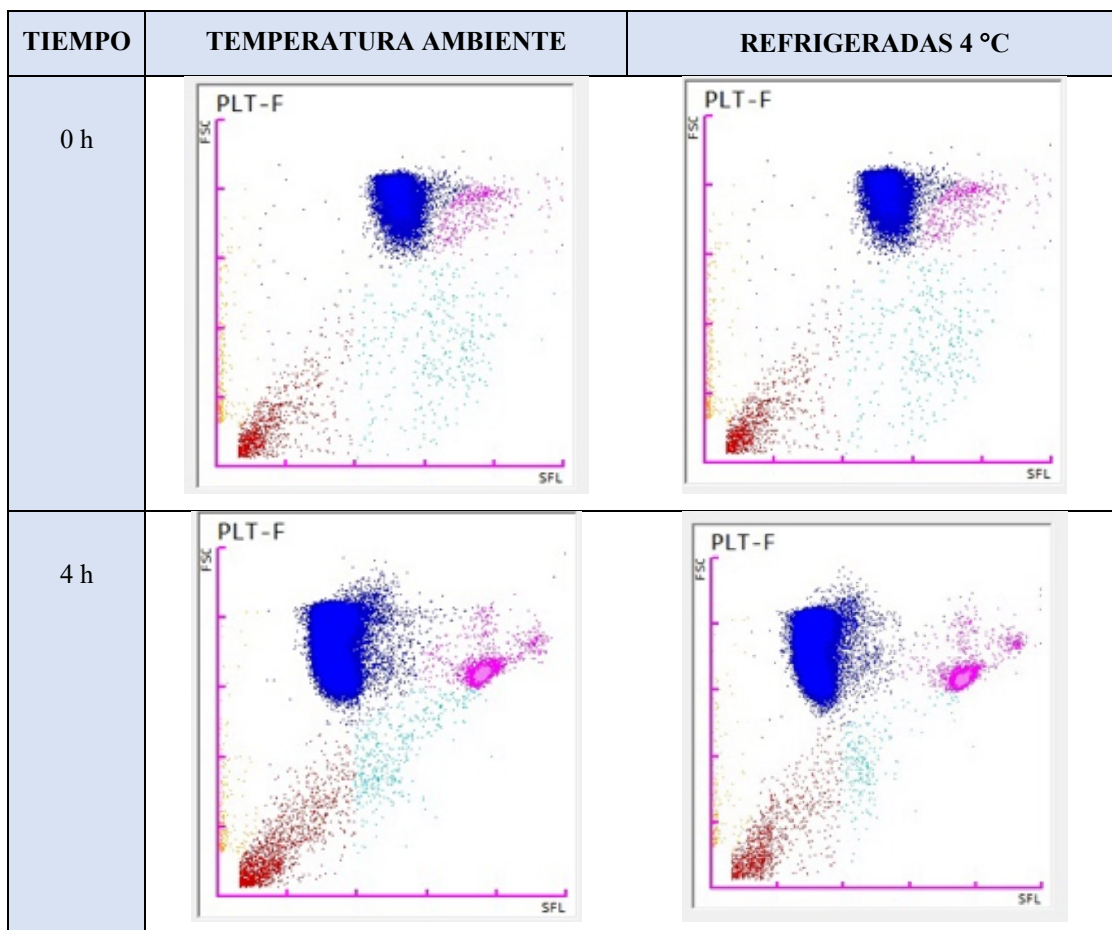 TIEMPO TEMPERATURA AMBIENTE REFRIGERADAS 4 °C
0 h
PLT-F
FSC
SFL
PLT-F
FSC
SFL
4 h
PLT-F
FSC
SFL
PLT-F
FSC
SFL